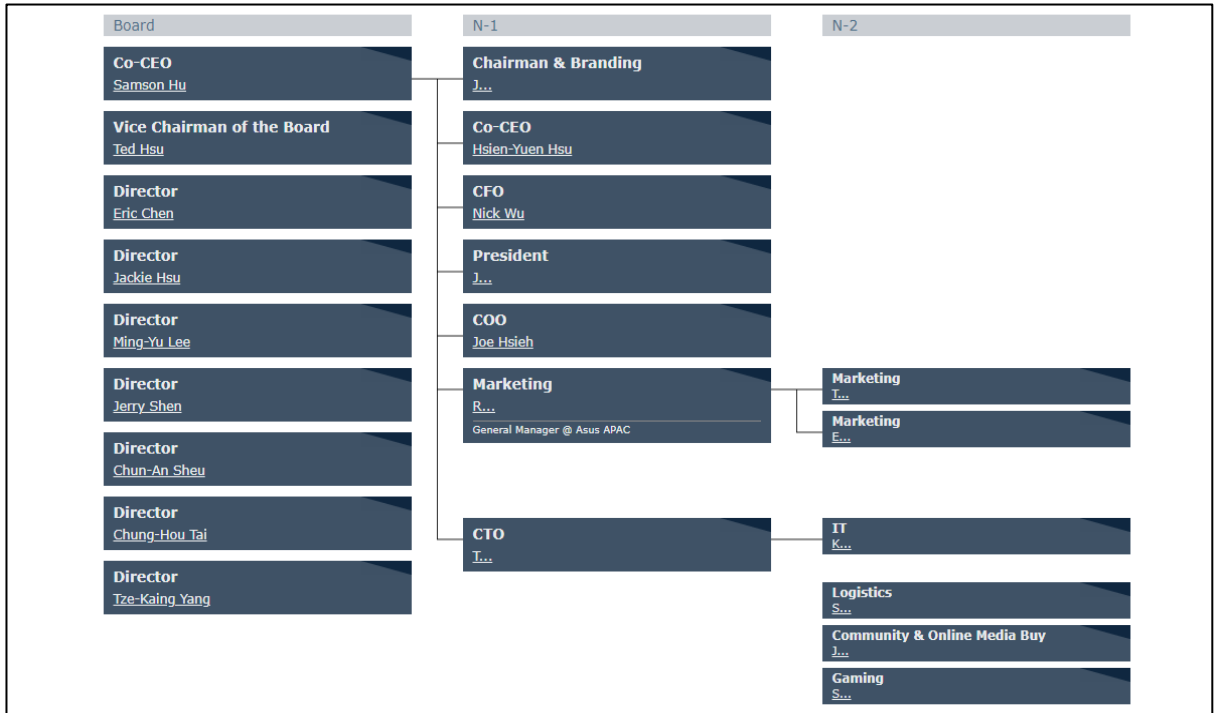 Board
Co-CEO
Samson Hu
Vice Chairman of the Board
Ted Hsu
Director
Eric Chen
Director
Jackie Hsu
Director
Ming-Yu Lee
Director
Jerry Shen
Director
Chun-An Sheu
Director
Chung-Hou Tai
Director
Tze-Kaing Yang
N-1
Chairman & Branding
J...
Co-CEO
Hsien-Yuen Hsu
CFO
Nick Wu
President
J...
COO
Joe Hsieh
Marketing
R...
General Manager @ Asus APAC
CTO
T...
N-2
Marketing
T...
Marketing
E...
IT
K...
Logistics
S...
Community & Online Media Buy
J...
Gaming
S...